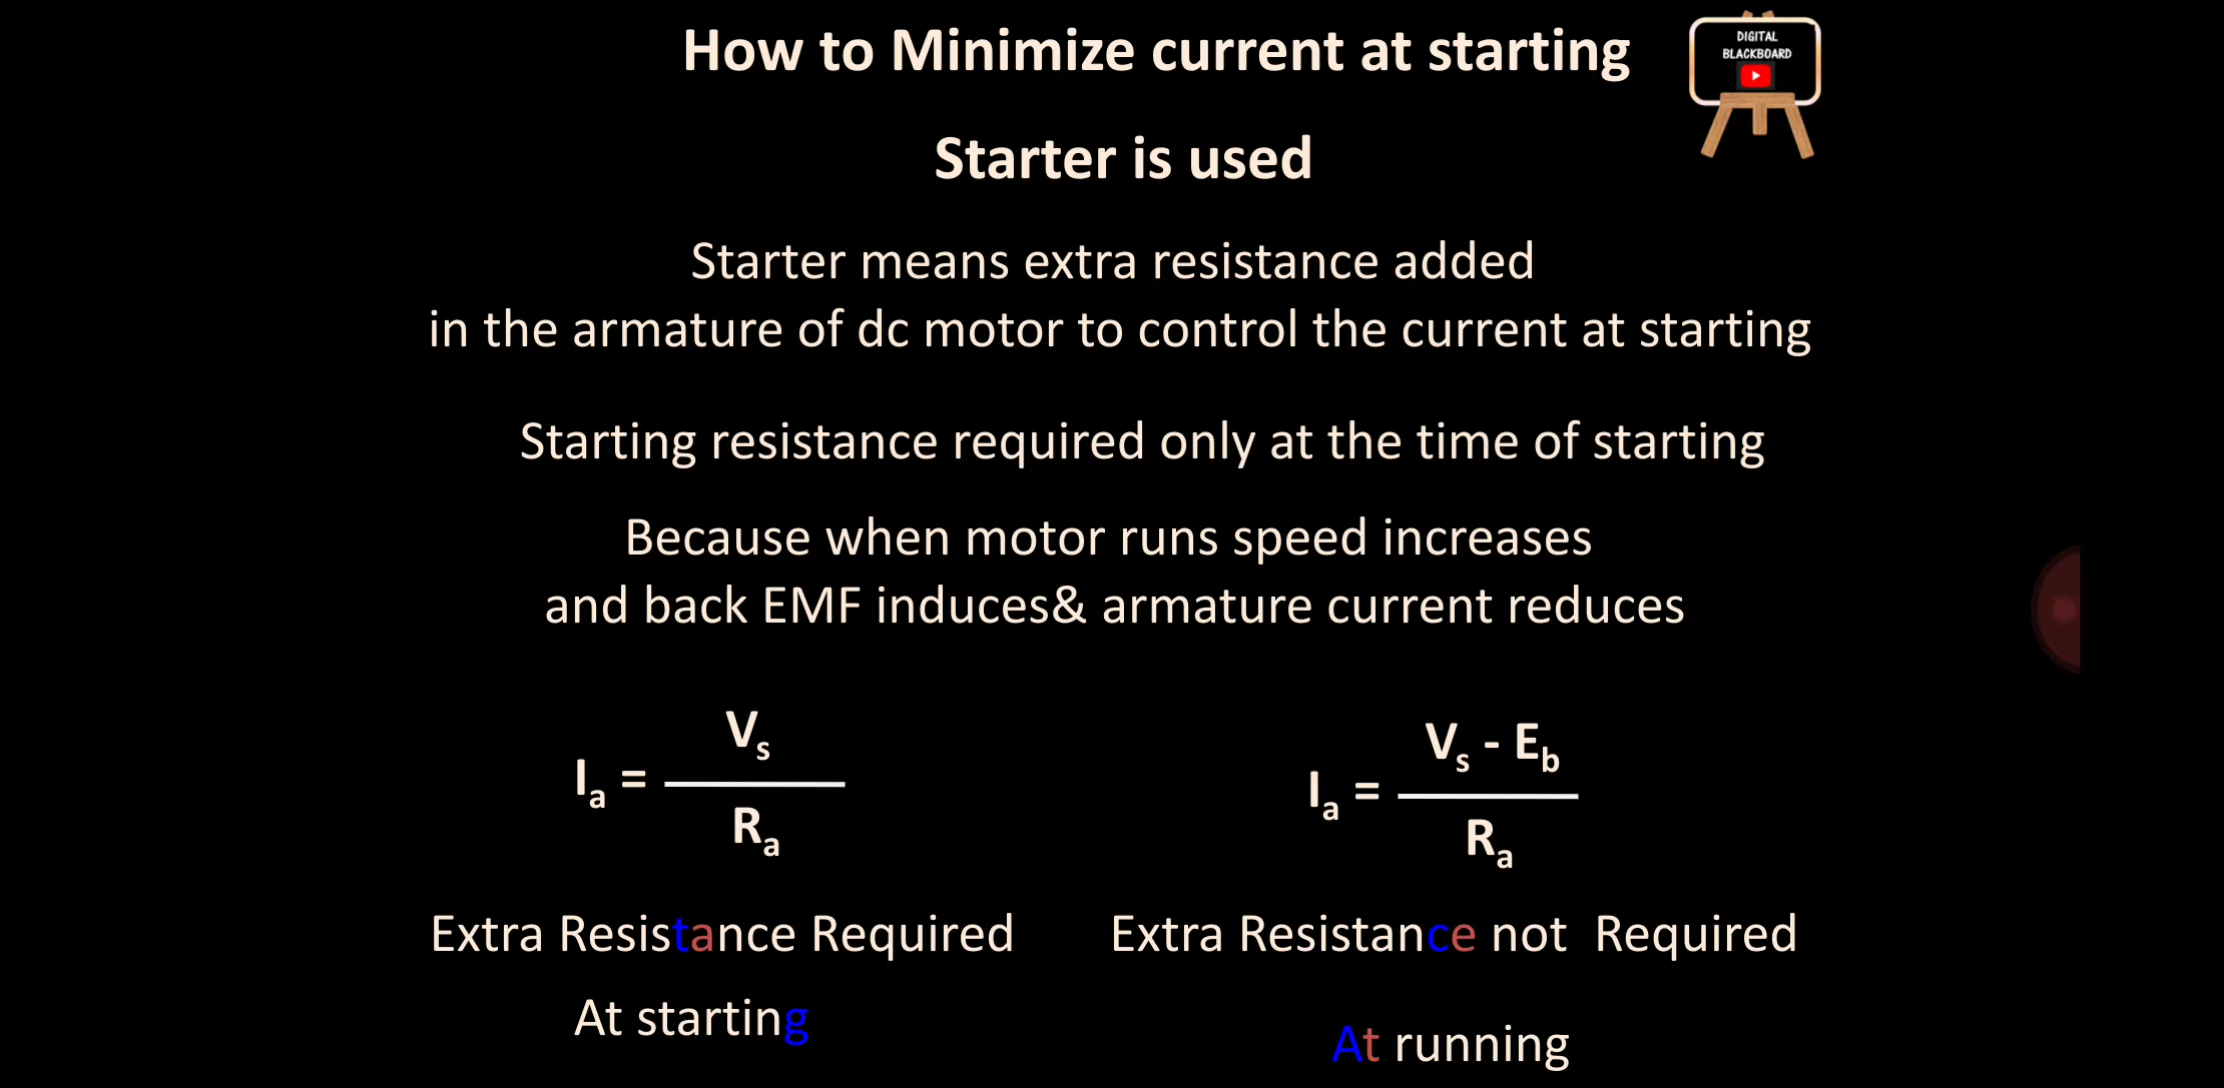 How to Minimize current at starting
DIGITAL
BLACKBOARD
Starter is used
Starter means extra resistance added
in the armature of dc motor to control the current at starting
Starting resistance required only at the time of starting
Because when motor runs speed increases
and back EMF induces& armature current reduces
Iₐ = Vₛ / Rₐ
Iₐ = Vₛ - E_b / Rₐ
Extra Resistance Required
At starting
Extra Resistance not Required
At running